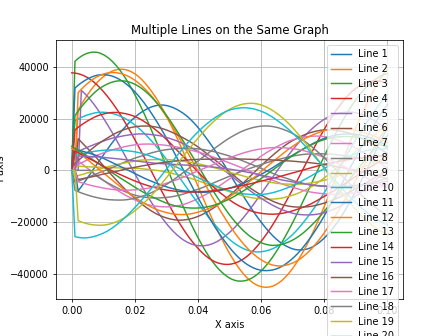 Multiple Lines on the Same Graph
40000
20000
0
−20000
−40000
0.00
0.02
0.04
0.06
X axis
Line 1
Line 2
Line 3
Line 4
Line 5
Line 6
Line 7
Line 8
Line 9
Line 10
Line 11
Line 12
Line 13
Line 14
Line 15
Line 16
Line 17
Line 18
Line 19